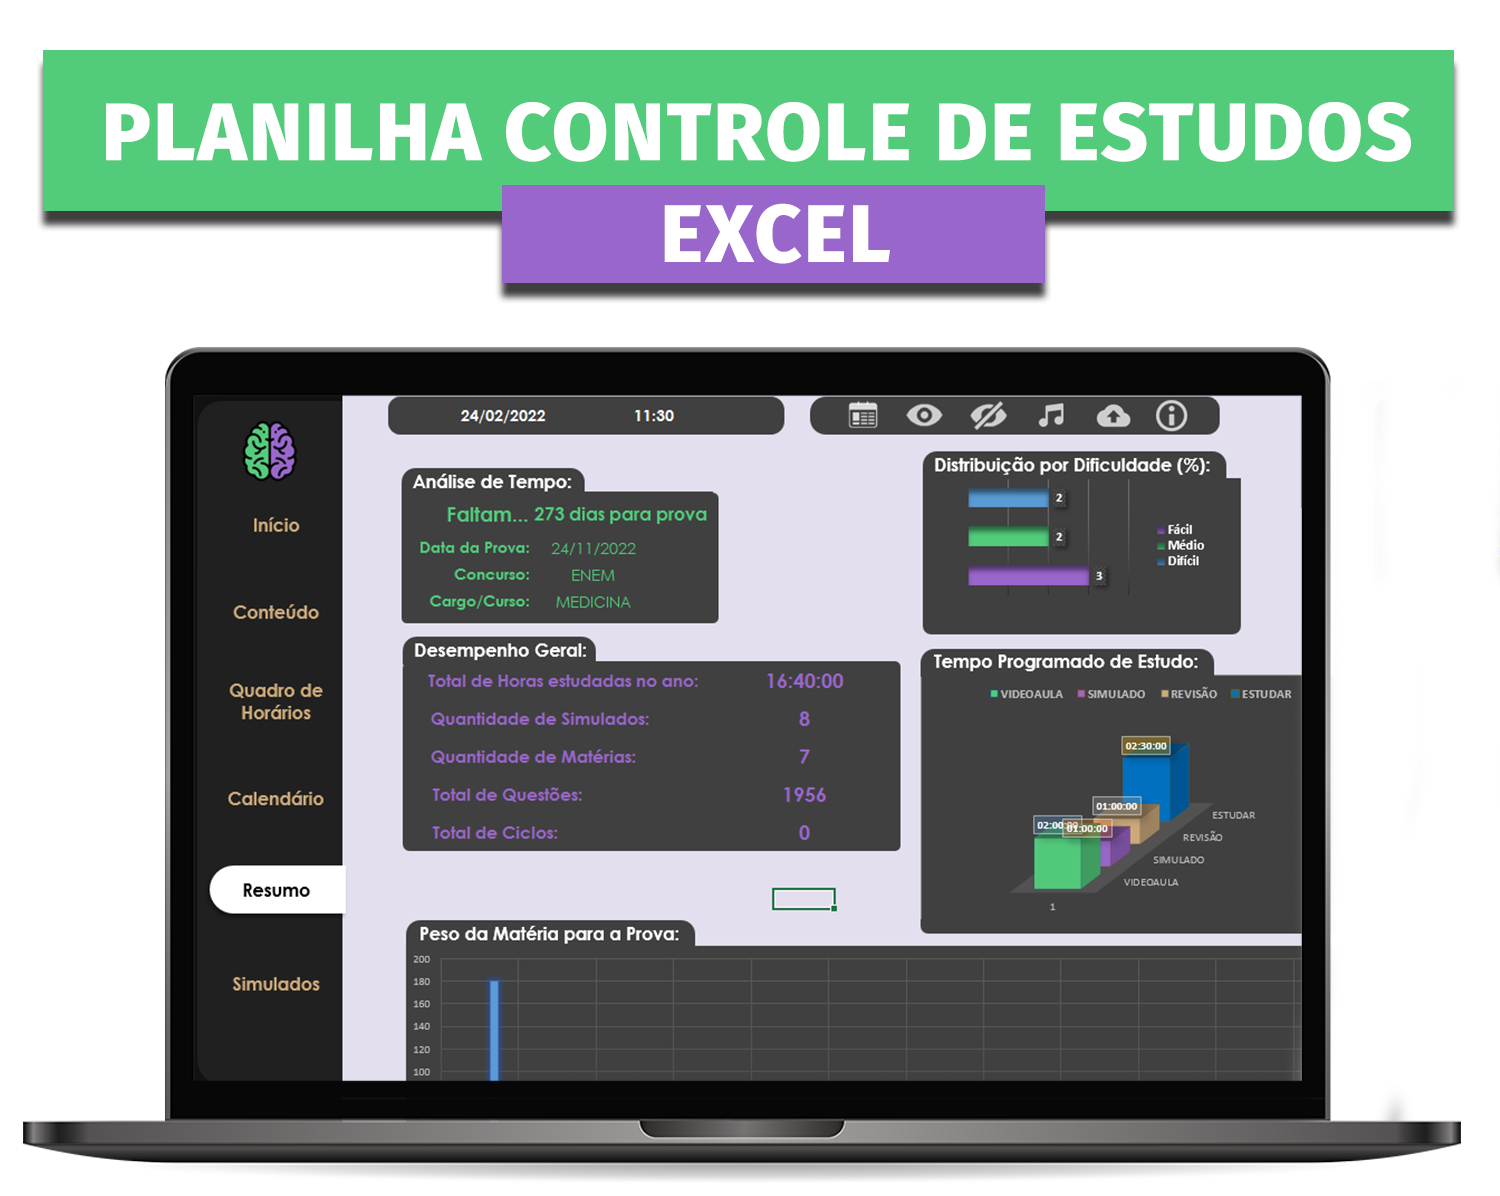 PLANILHA CONTROLE DE ESTUDOS
EXCEL
24/02/2022 11:30
Início
Conteúdo
Quadro de
Horários
Calendário
Resumo
Simulados
Análise de Tempo:
Faltam... 273 dias para prova
Data da Prova: 24/11/2022
Concurso: ENEM
Cargo/Curso: MEDICINA
Distribuição por Dificuldade (%):
2
2
3
Fácil
Médio
Difícil
Desempenho Geral:
Total de Horas estudadas no ano: 16:40:00
Quantidade de Simulados: 8
Quantidade de Matérias: 7
Total de Questões: 1956
Total de Ciclos: 0
Tempo Programado de Estudo:
VIDEOAULA SIMULADO REVISÃO ESTUDAR
02:30:00
01:00:00
02:00:00 01:00:00
ESTUDAR
REVISÃO
SIMULADO
VIDEOAULA
1
Peso da Matéria para a Prova:
200
180
160
140
120
100